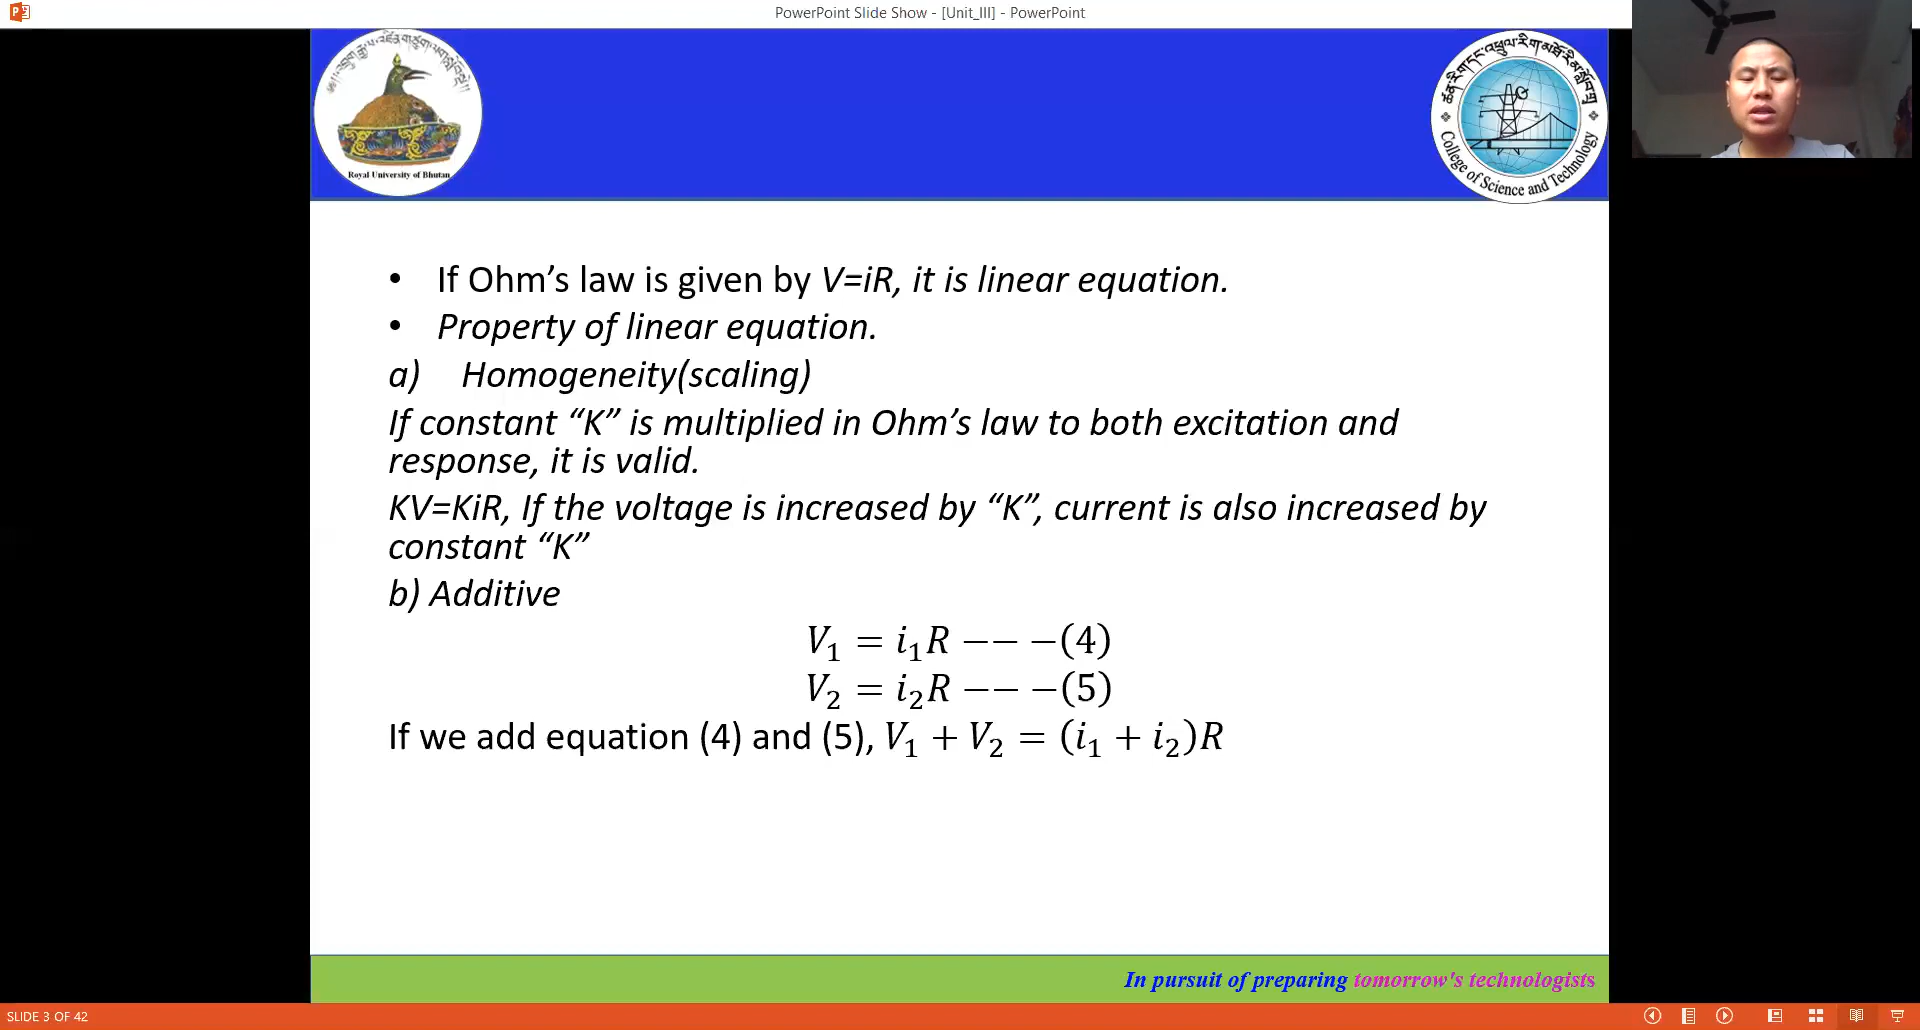 PowerPoint Slide Show - [Unit_III] - PowerPoint
Royal University of Bhutan
College of Science and Technology
• If Ohm’s law is given by V=iR, it is linear equation.
• Property of linear equation.
a) Homogeneity(scaling)
If constant “K” is multiplied in Ohm’s law to both excitation and
response, it is valid.
KV=KiR, If the voltage is increased by “K”, current is also increased by
constant “K”
b) Additive
V₁ = i₁R −− −(4)
V₂ = i₂R −− −(5)
If we add equation (4) and (5), V₁ + V₂ = (i₁ + i₂)R
In pursuit of preparing tomorrow's technologists
SLIDE 3 OF 42